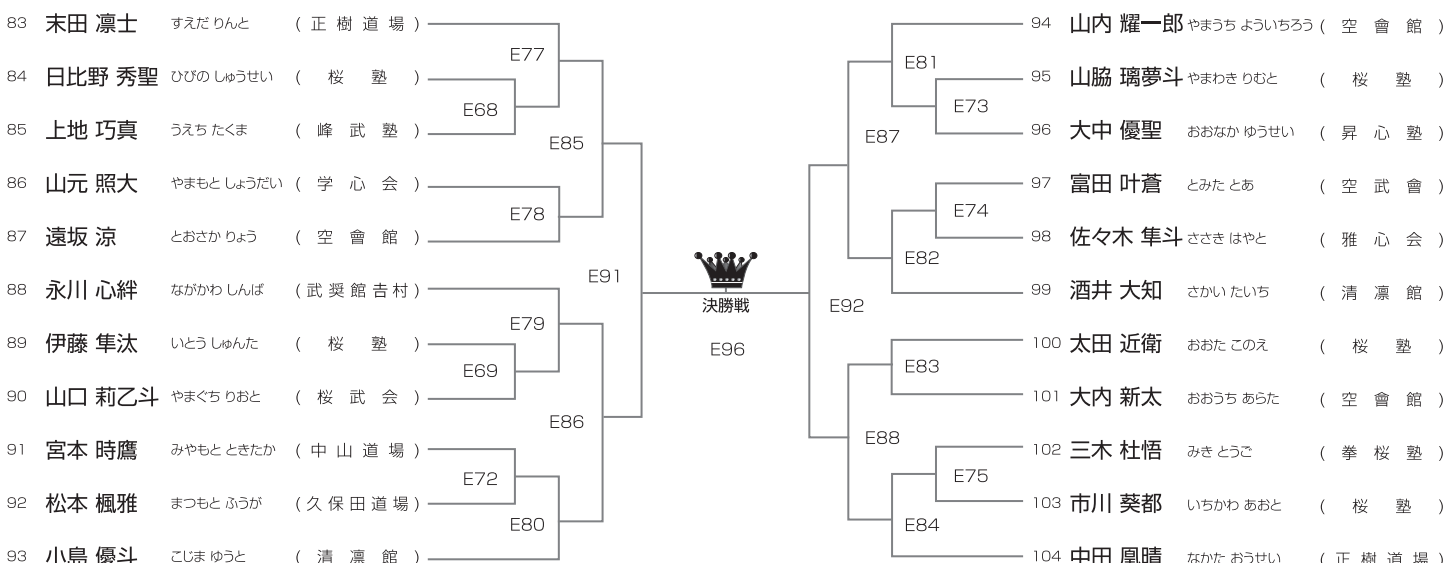 83 末田 凛士 すえだ りんと ( 正 樹 道 場 )
84 日比野 秀聖 ひびの しゅうせい ( 桜 塾 )
85 上地 巧真 うえち たくま ( 峰 武 塾 )
86 山元 照大 やまもと しょうだい ( 学 心 会 )
87 遠坂 涼 とおさか りょう ( 空 會 館 )
88 永川 心絆 ながかわ しんば ( 武 奨 館 𠮷 村 )
89 伊藤 隼汰 いとう しゅんた ( 桜 塾 )
90 山口 莉乙斗 やまぐち りおと ( 桜 武 会 )
91 宮本 時鷹 みやもと ときたか ( 中 山 道 場 )
92 松本 楓雅 まつもと ふうが ( 久 保 田 道 場 )
93 小島 優斗 こじま ゆうと ( 清 凛 館 )
E77
E68
E85
E78
E91
E79
E69
E86
E72
E80
決勝戦
E96
E81
E73
E87
E74
E82
E92
E83
E88
E75
E84
94 山内 耀一郎 やまうち よういちろう ( 空 會 館 )
95 山脇 璃夢斗 やまわき りむと ( 桜 塾 )
96 大中 優聖 おおなか ゆうせい ( 昇 心 塾 )
97 富田 叶蒼 とみた とあ ( 空 武 會 )
98 佐々木 隼斗 ささき はやと ( 雅 心 会 )
99 酒井 大知 さかい たいち ( 清 凛 館 )
100 太田 近衛 おおた このえ ( 桜 塾 )
101 大内 新太 おおうち あらた ( 空 會 館 )
102 三木 杜悟 みき とうご ( 拳 桜 塾 )
103 市川 葵都 いちかわ あおと ( 桜 塾 )
104 中田 凰晴 なかた おうせい ( 正 樹 道 場 )